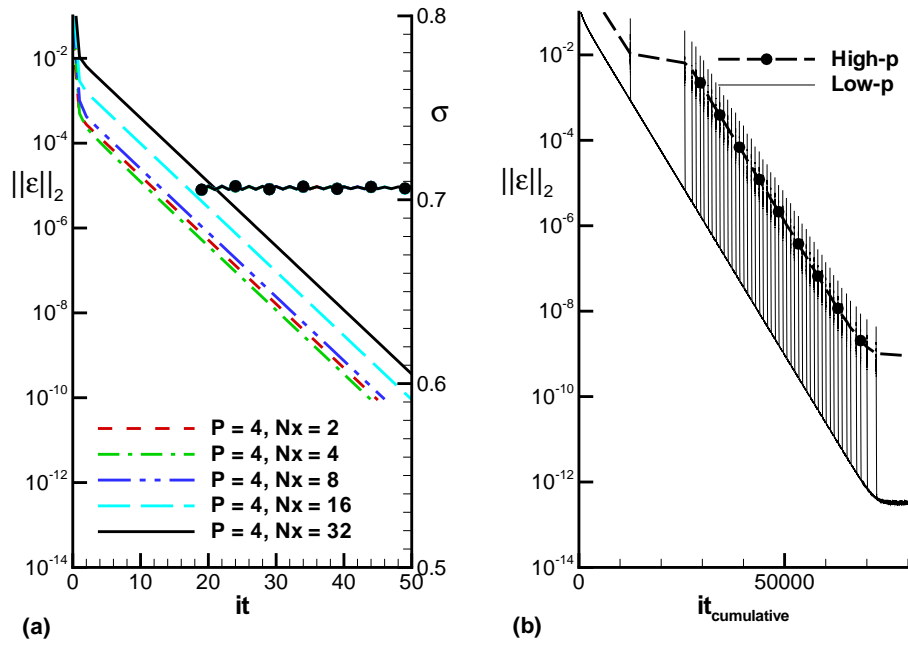 10⁻²
10⁻⁴
||ε||₂
10⁻⁶
10⁻⁸
10⁻¹⁰
10⁻¹²
10⁻¹⁴
0.8
σ
0.7
0.6
0.5
P = 4, Nx = 2
P = 4, Nx = 4
P = 4, Nx = 8
P = 4, Nx = 16
P = 4, Nx = 32
0 10 20 30 40 50
it
(a)
10⁻²
10⁻⁴
||ε||₂
10⁻⁶
10⁻⁸
10⁻¹⁰
10⁻¹²
10⁻¹⁴
High-p
Low-p
0 50000
it_cumulative
(b)